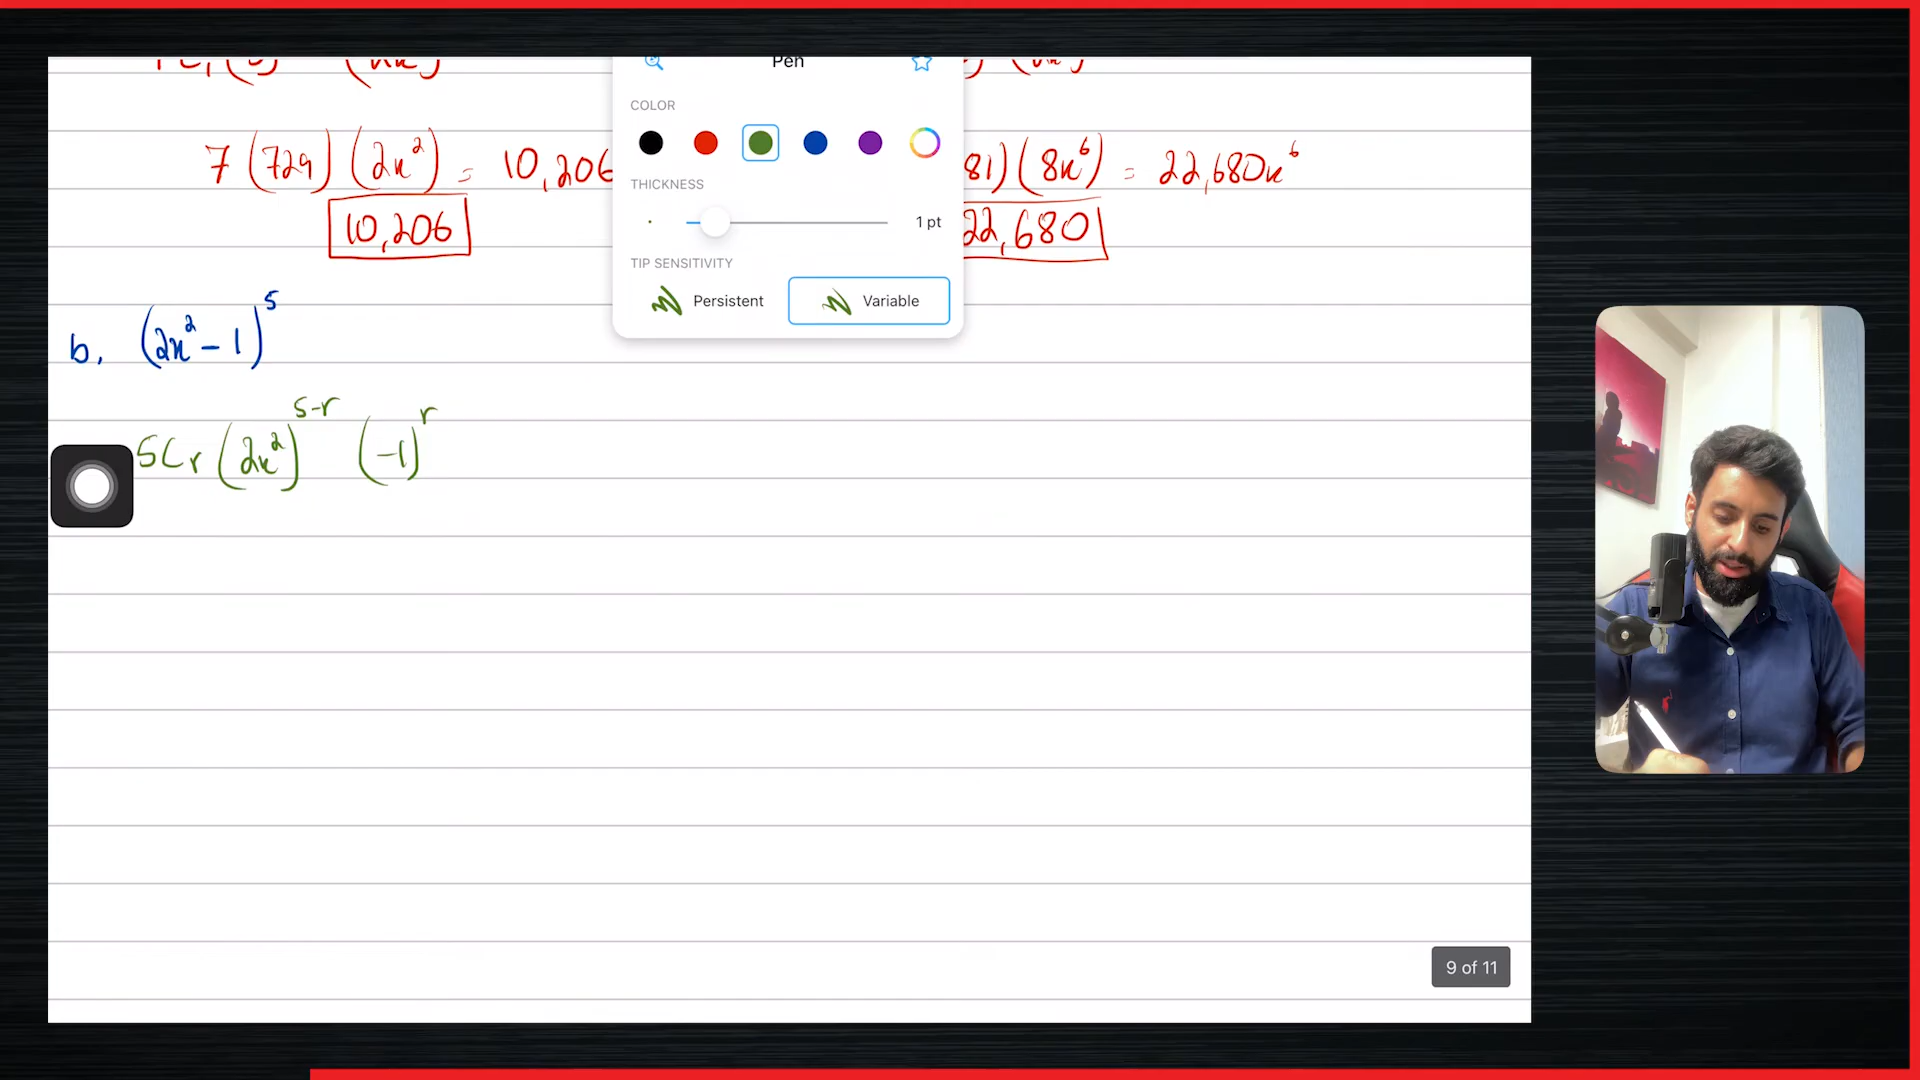 Pen
COLOR
7 (729) (2x²) = 10,206 81) (8x⁶) = 22,680x⁶
THICKNESS
1 pt
10,206 22,680
TIP SENSITIVITY
Persistent Variable
b. (2x² - 1)⁵
5Cr (2x²)⁵⁻ʳ (-1)ʳ
9 of 11